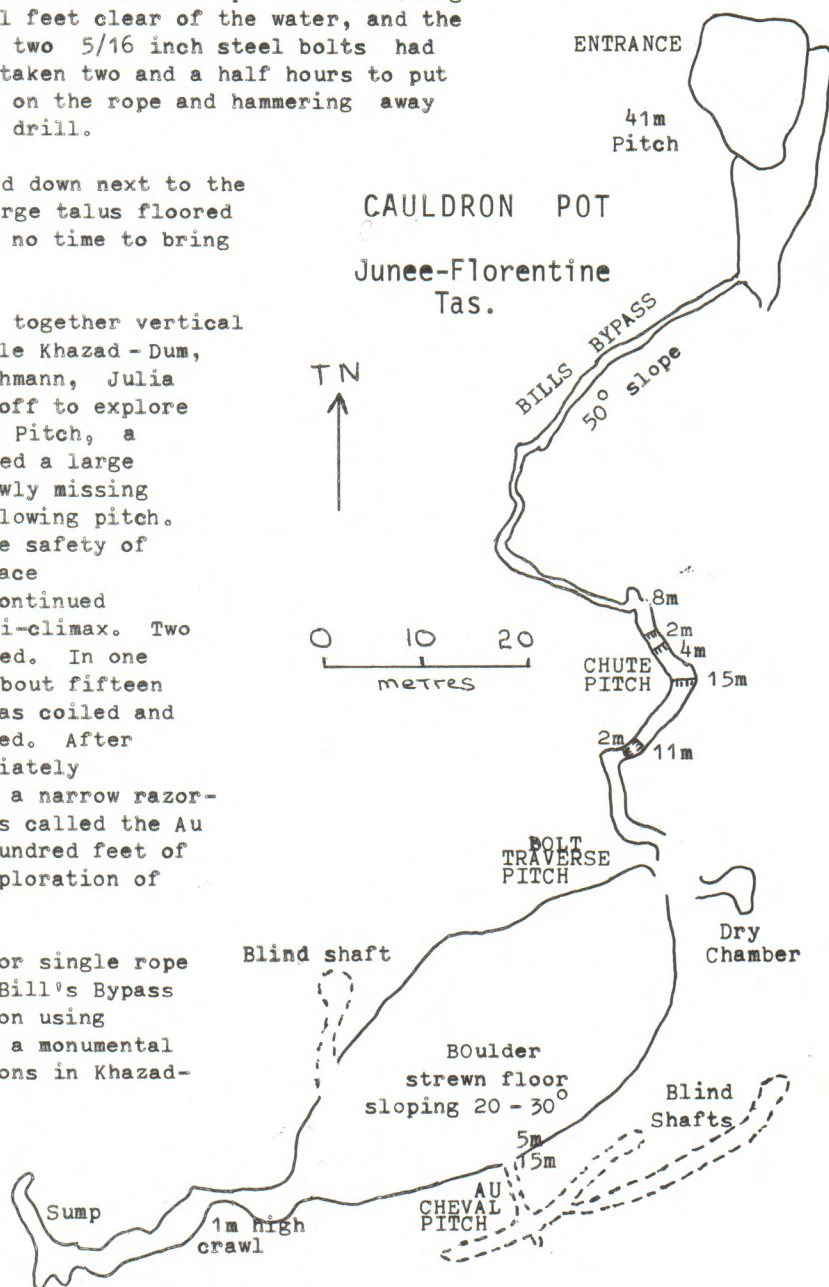 l feet clear of the water, and the
two 5/16 inch steel bolts had
taken two and a half hours to put
on the rope and hammering away
drill.
d down next to the
rge talus floored
no time to bring
together vertical
le Khazad - Dum,
hmann, Julia
off to explore
Pitch, a
ed a large
wly missing
lowing pitch.
e safety of
ace
ontinued
i-climax. Two
ed. In one
bout fifteen
as coiled and
ed. After
iately
a narrow razor-
s called the Au
undred feet of
ploration of
or single rope
Bill's Bypass
on using
a monumental
ons in Khazad-
ENTRANCE
41m
Pitch
CAULDRON POT
Junee-Florentine
Tas.
TN
BILLS BYPASS
50° slope
0 10 20
metres
8m
2m
4m
CHUTE
PITCH
15m
2m
11m
BOLT
TRAVERSE
PITCH
Dry
Chamber
Blind shaft
BOulder
strewn floor
sloping 20 - 30°
Blind
Shafts
5m
15m
AU
CHEVAL
PITCH
Sump
1m high
crawl